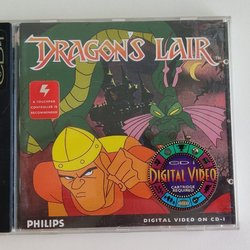 DRAGON'S LAIR
A TOUCHPAD
CONTROLLER IS
RECOMMENDED
CD-i
DIGITAL VIDEO
CARTRIDGE
REQUIRED
PHILIPS
DIGITAL VIDEO ON CD-i